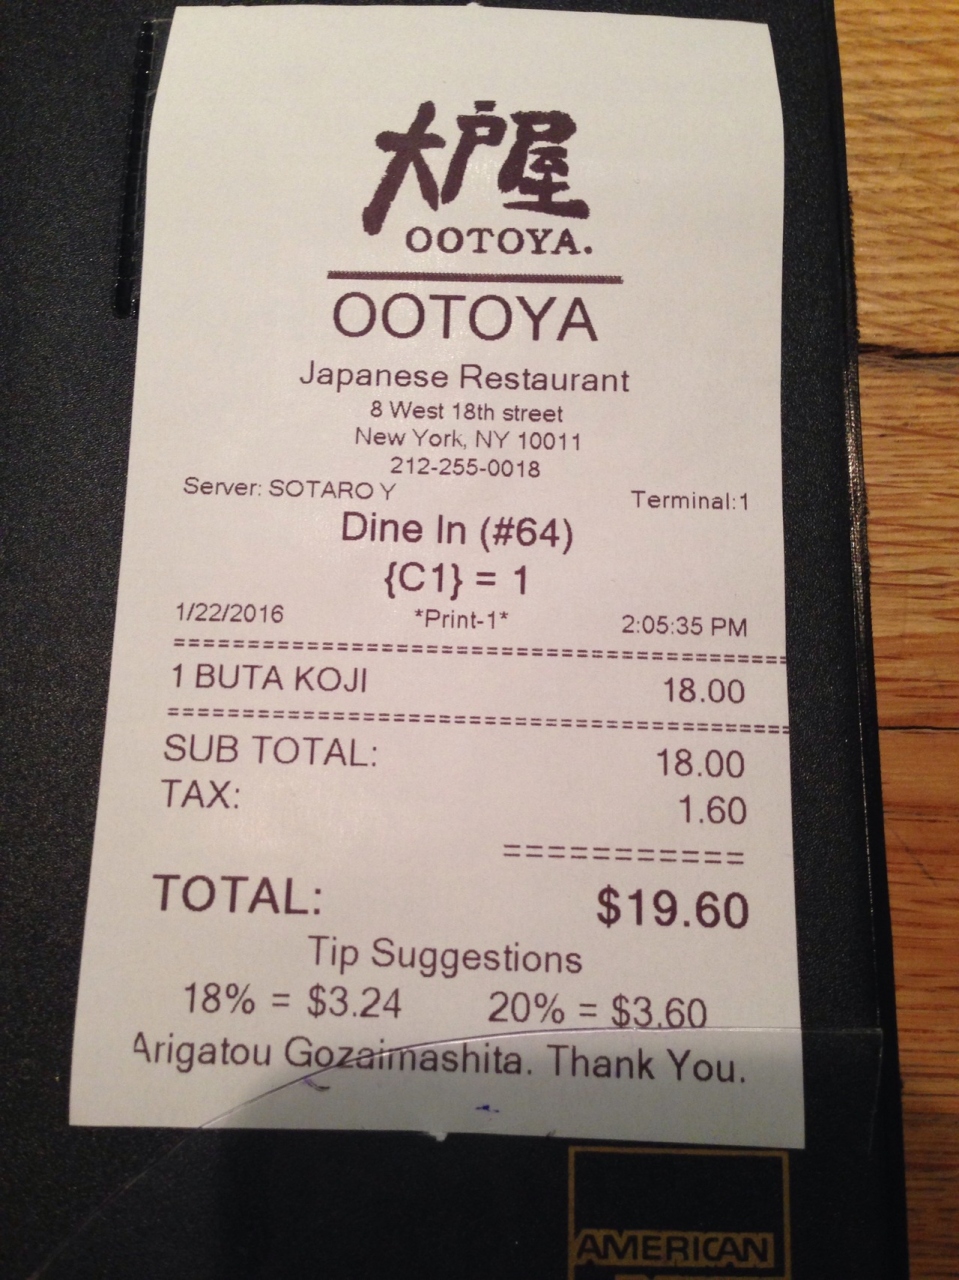 大戸屋
OOTOYA.
OOTOYA
Japanese Restaurant
8 West 18th street
New York, NY 10011
212-255-0018
Server: SOTARO Y Terminal:1
Dine In (#64)
{C1} = 1
1/22/2016 *Print-1* 2:05:35 PM
1 BUTA KOJI 18.00
SUB TOTAL: 18.00
TAX: 1.60
===========
TOTAL: $19.60
Tip Suggestions
18% = $3.24 20% = $3.60
Arigatou Gozaimashita. Thank You.
AMERICAN